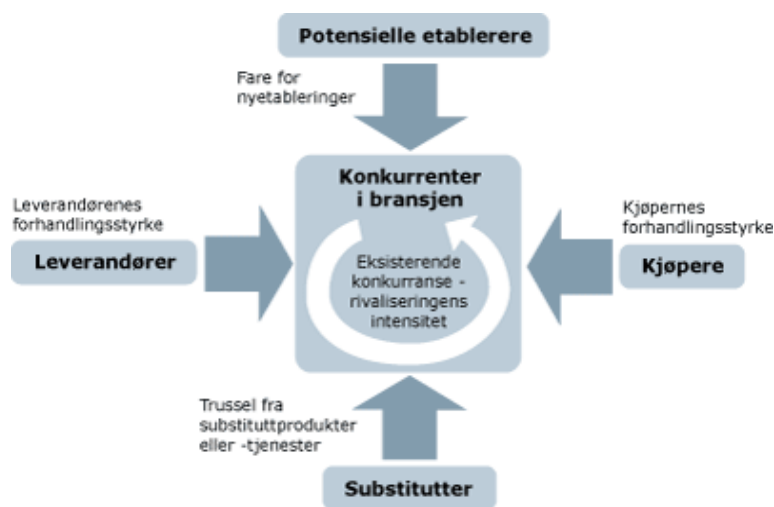 Potensielle etablerere
Fare for
nyetableringer
Konkurrenter
i bransjen
Leverandørenes
forhandlingsstyrke
Leverandører
Eksisterende
konkurranse -
rivaliseringens
intensitet
Kjøpernes
forhandlingsstyrke
Kjøpere
Trussel fra
substituttprodukter
eller -tjenester
Substitutter